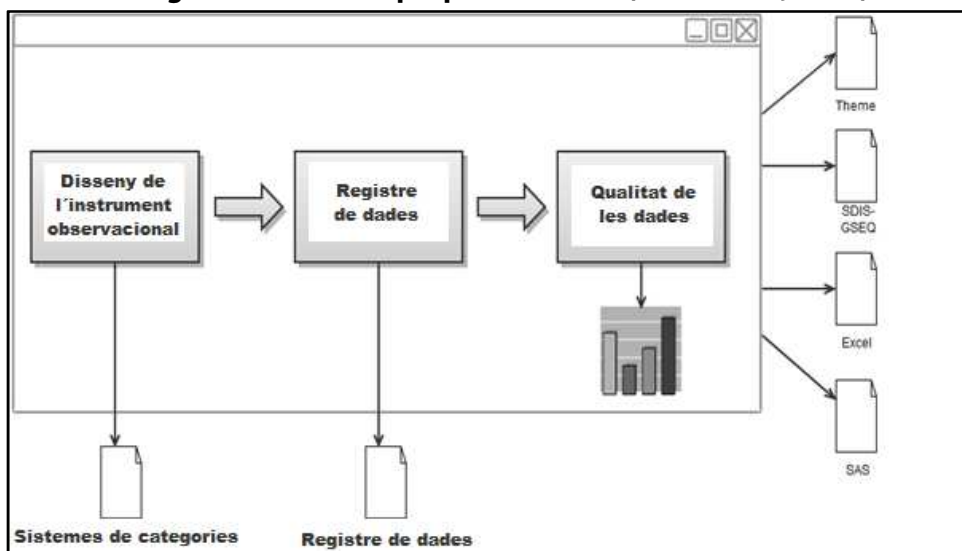 Disseny de
l´instrument
observacional
Registre
de dades
Qualitat de
les dades
Theme
SDIS-
GSEQ
Excel
SAS
Sistemes de categories
Registre de dades